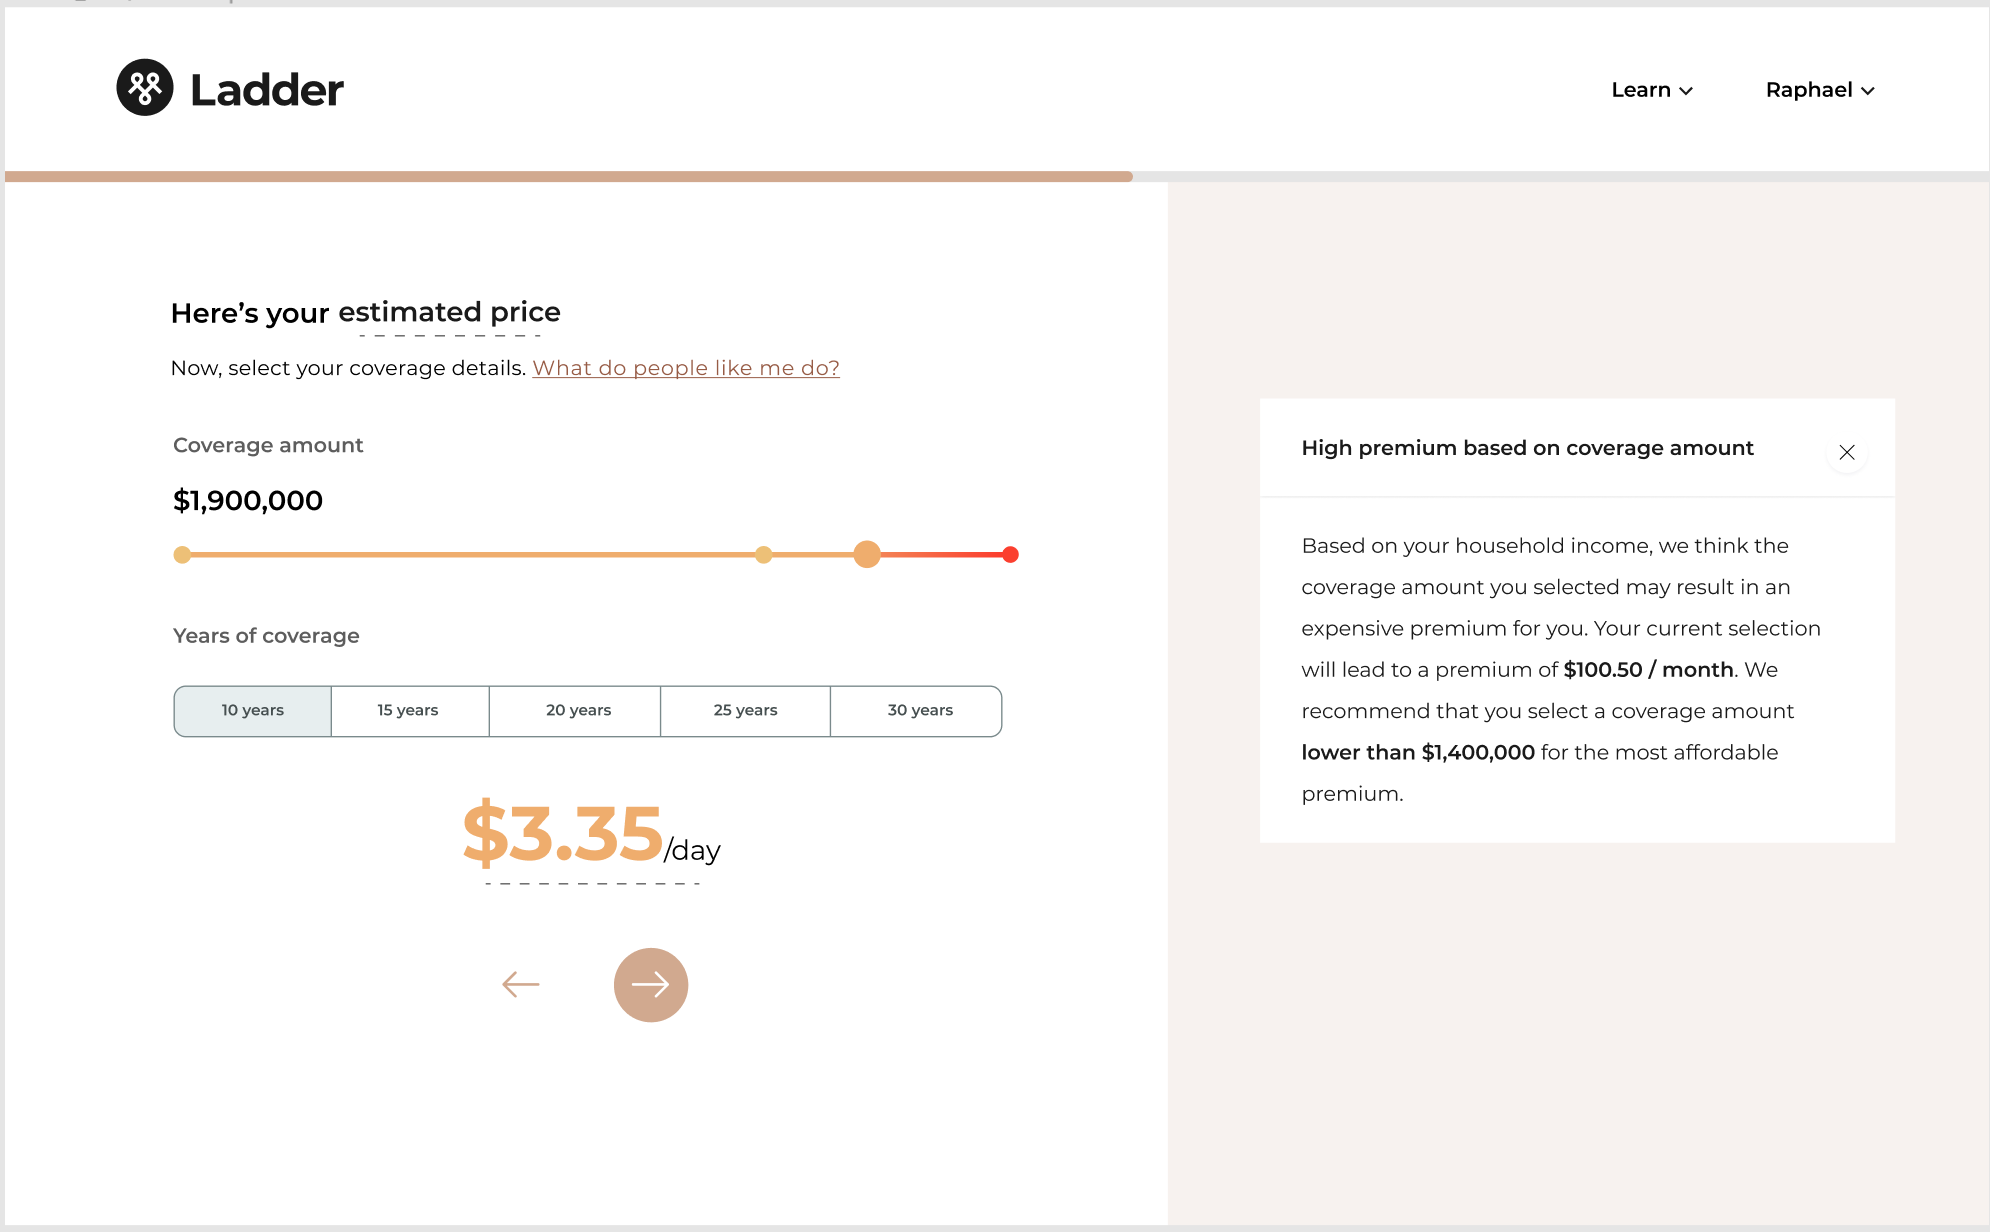 Ladder
Learn
Raphael
Here's your estimated price
Now, select your coverage details. What do people like me do?
Coverage amount
$1,900,000
Years of coverage
10 years
15 years
20 years
25 years
30 years
$3.35/day
High premium based on coverage amount
Based on your household income, we think the
coverage amount you selected may result in an
expensive premium for you. Your current selection
will lead to a premium of $100.50 / month. We
recommend that you select a coverage amount
lower than $1,400,000 for the most affordable
premium.